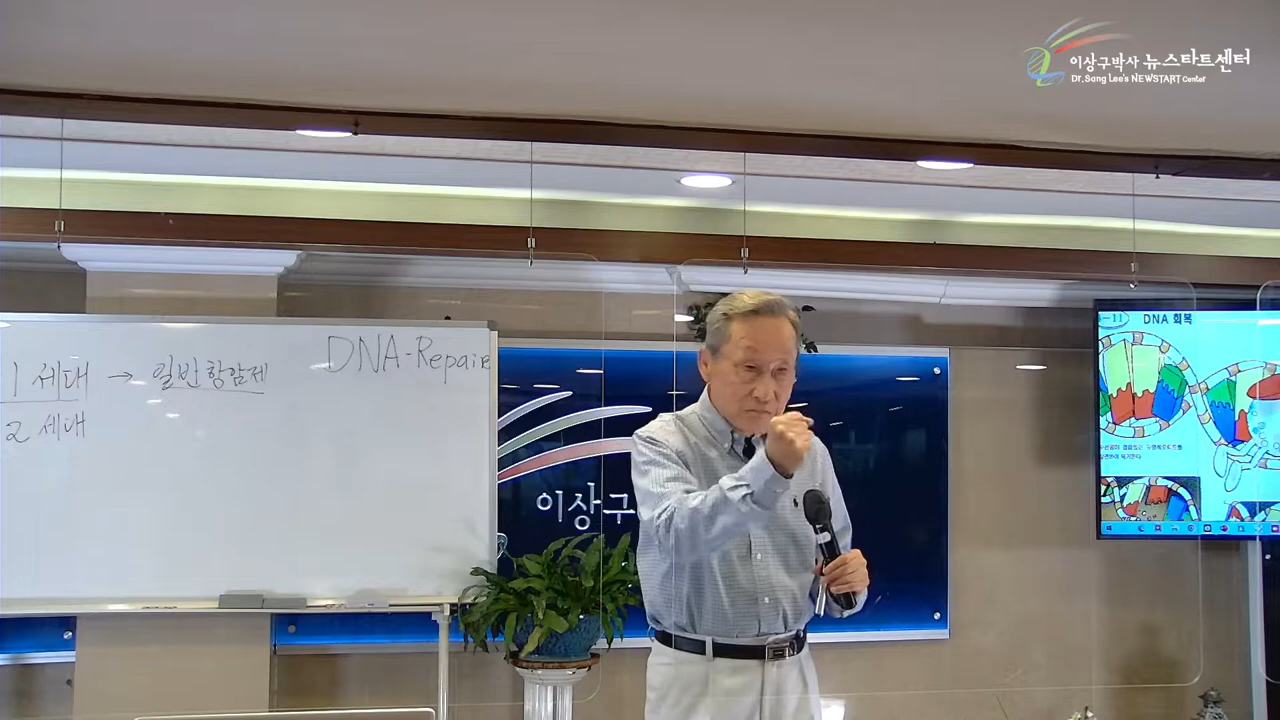 이상구박사 뉴스타트센터
Dr. Sang Lee's NEWSTART Center
DNA-Repair
1 세대 → 일반항암제
2 세대
이상구
-11 DNA 회복